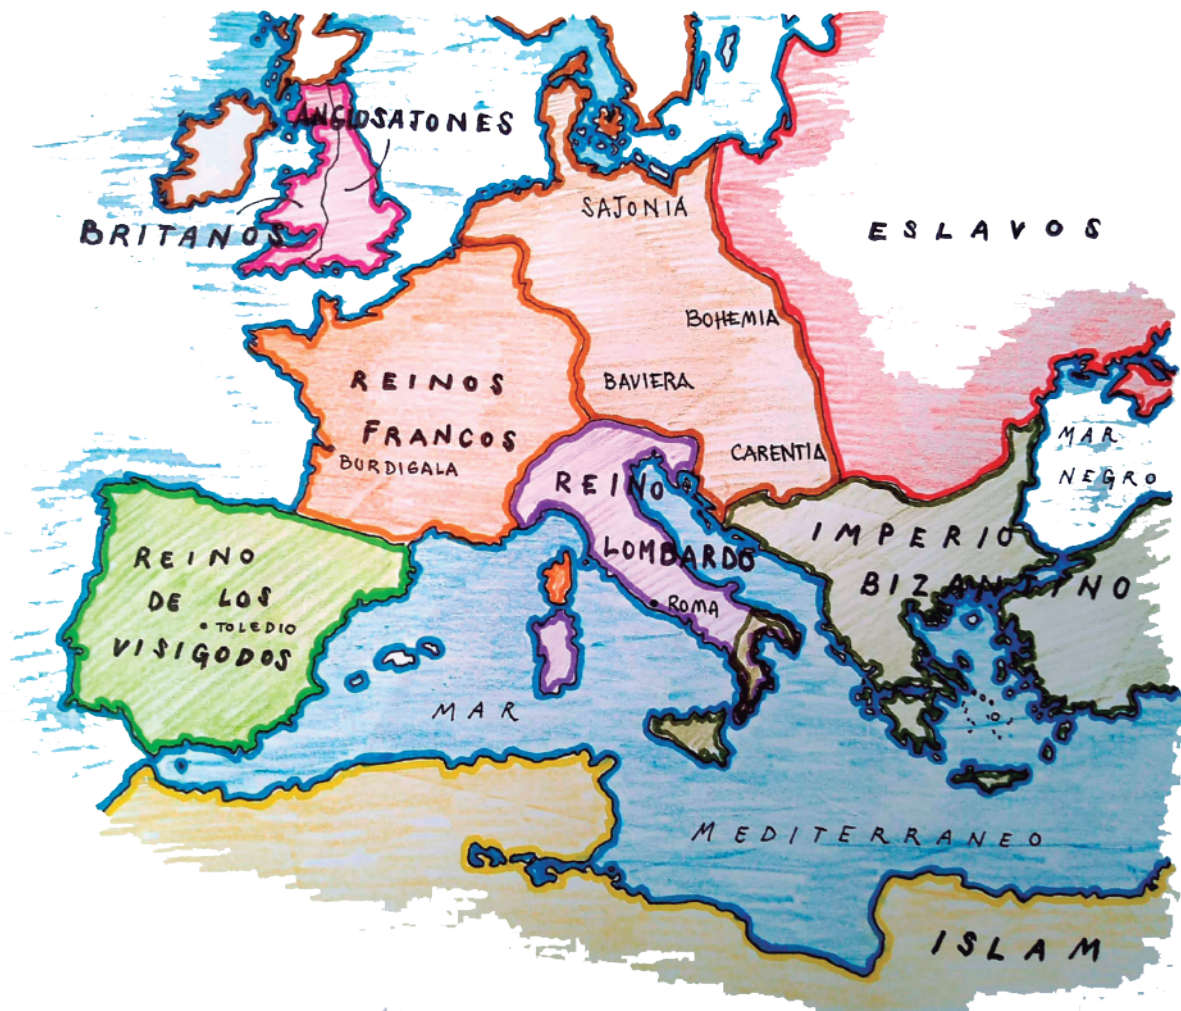 ANGLOSAJONES
BRITANOS
SAJONIA
ESLAVOS
BOHEMIA
BAVIERA
CARENTIA
REINOS
FRANCOS
BURDIGALA
MAR
NEGRO
REINO
LOMBARDO
ROMA
IMPERIO
BIZANTINO
REINO
DE LOS
TOLEDIO
VISIGODOS
MAR
MEDITERRANEO
ISLAM